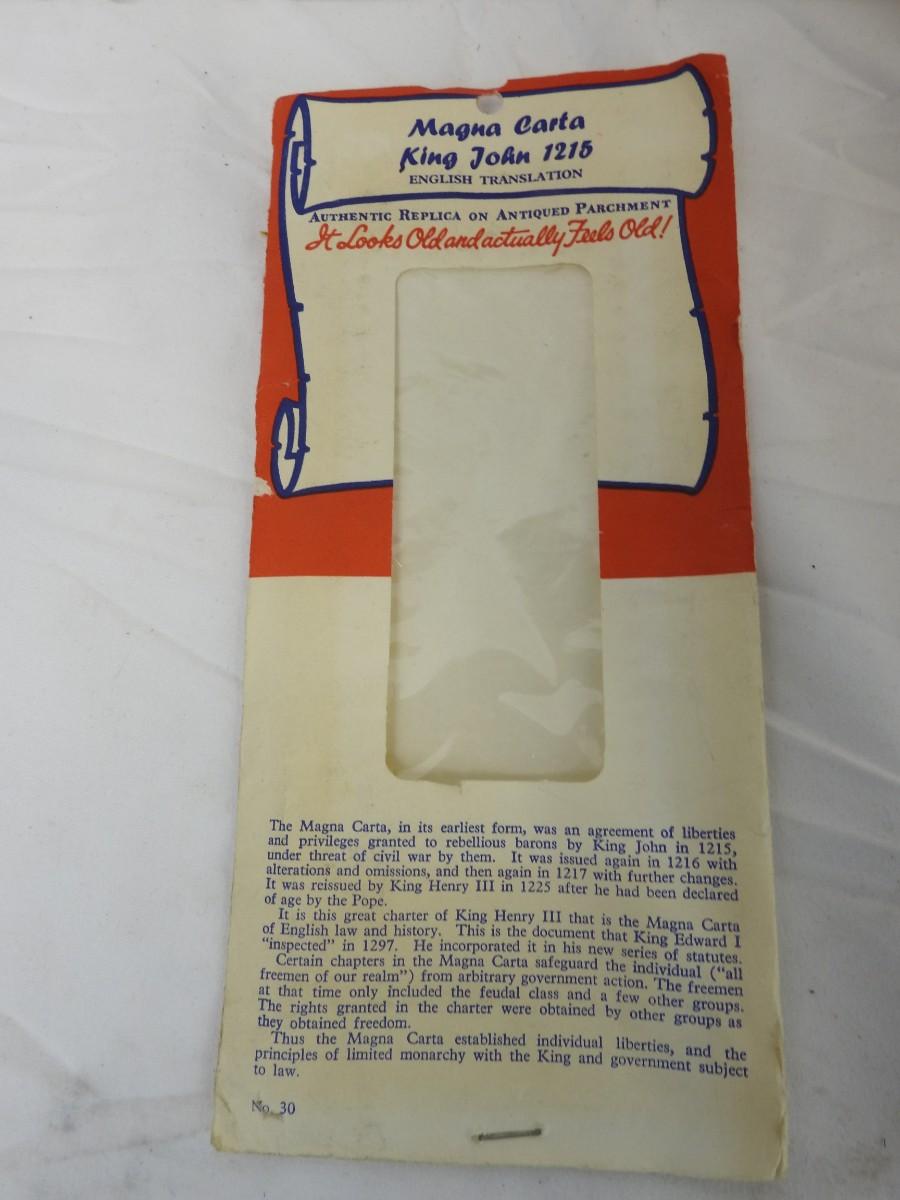 Magna Carta
King John 1215
ENGLISH TRANSLATION
AUTHENTIC REPLICA ON ANTIQUED PARCHMENT
It Looks Old and actually Feels Old!
The Magna Carta, in its earliest form, was an agreement of liberties
and privileges granted to rebellious barons by King John in 1215,
under threat of civil war by them. It was issued again in 1216 with
alterations and omissions, and then again in 1217 with further changes.
It was reissued by King Henry III in 1225 after he had been declared
of age by the Pope.
It is this great charter of King Henry III that is the Magna Carta
of English law and history. This is the document that King Edward I
"inspected" in 1297. He incorporated it in his new series of statutes.
Certain chapters in the Magna Carta safeguard the individual ("all
freemen of our realm") from arbitrary government action. The freemen
at that time only included the feudal class and a few other groups.
The rights granted in the charter were obtained by other groups as
they obtained freedom.
Thus the Magna Carta established individual liberties, and the
principles of limited monarchy with the King and government subject
to law.
No. 30